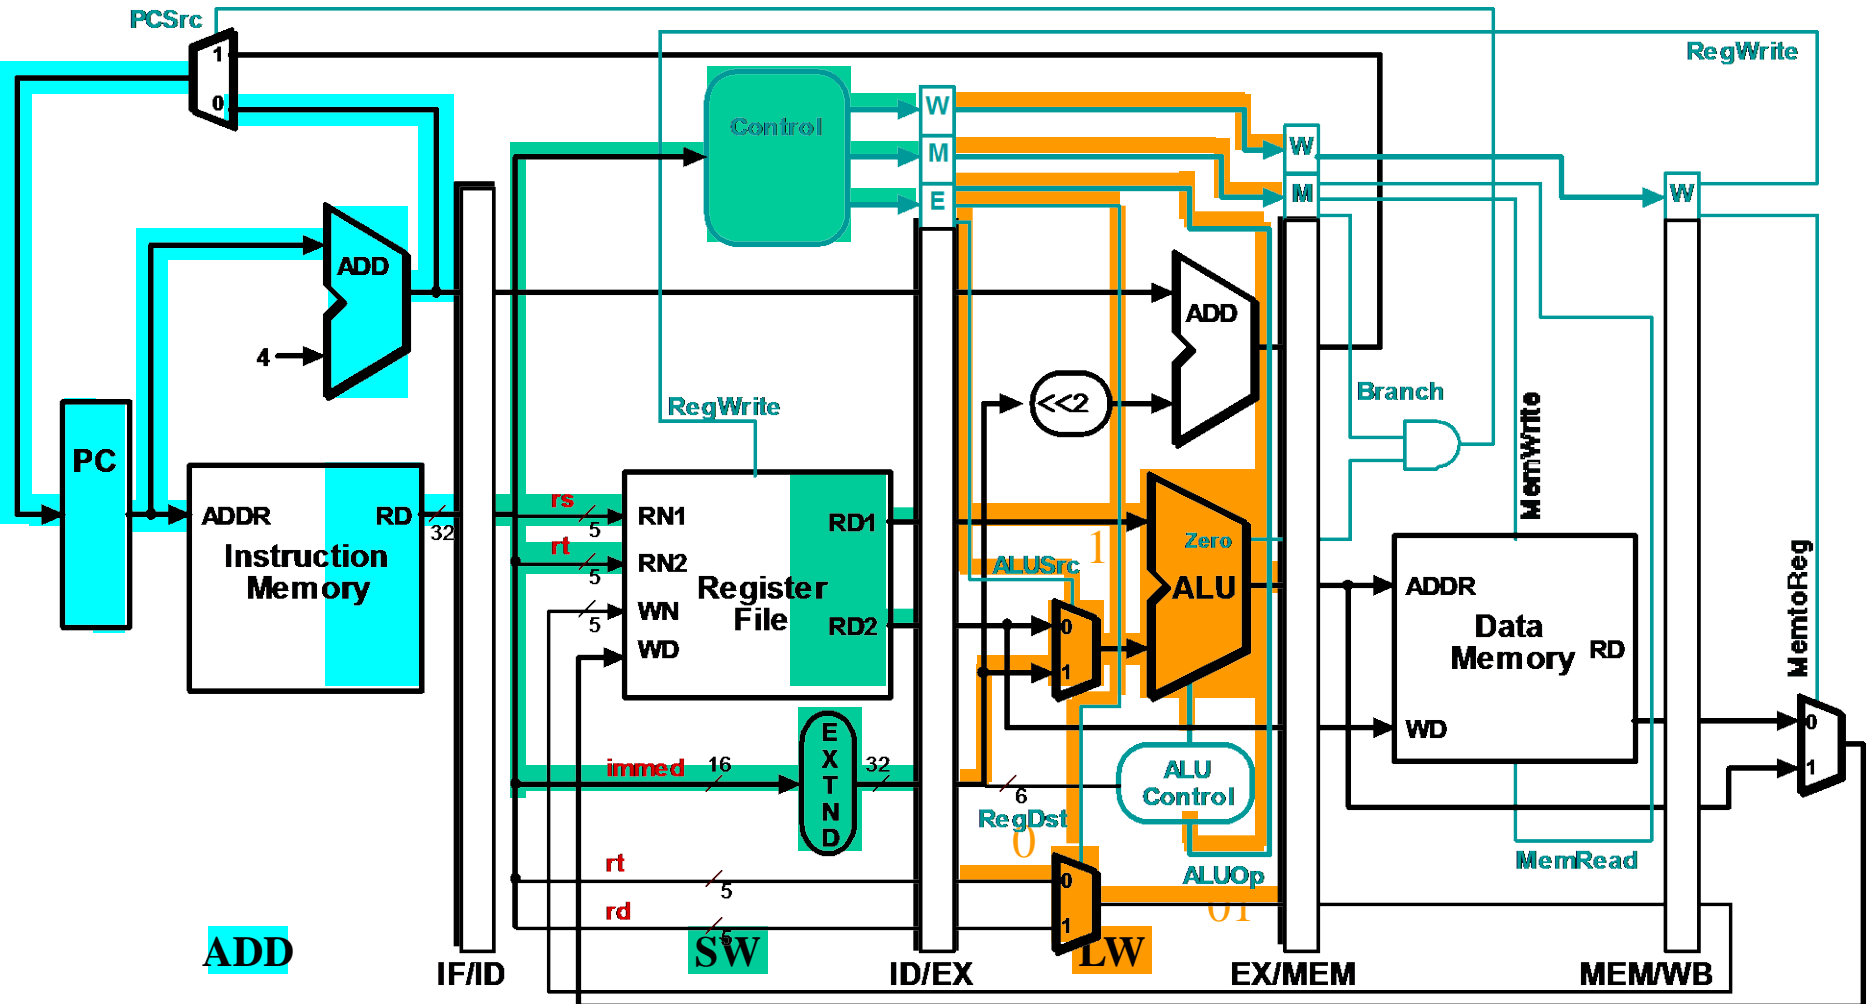 PCSrc
RegWrite
1
0
Control
W
M
E
W
M
W
ADD
4
ADD
<<2
Branch
MemWrite
RegWrite
PC
ADDR
RD
32
Instruction
Memory
rs
5
RN1
rt
5
RN2
5
WN
WD
Register
File
RD1
RD2
1
ALUSrc
0
1
Zero
ALU
ADDR
Data
Memory
RD
WD
MemtoReg
0
1
immed
16
EXTND
32
6
RegDst
0
ALU
Control
MemRead
rt
5
0
ALUOp
01
rd
5
1
ADD
SW
LW
IF/ID
ID/EX
EX/MEM
MEM/WB